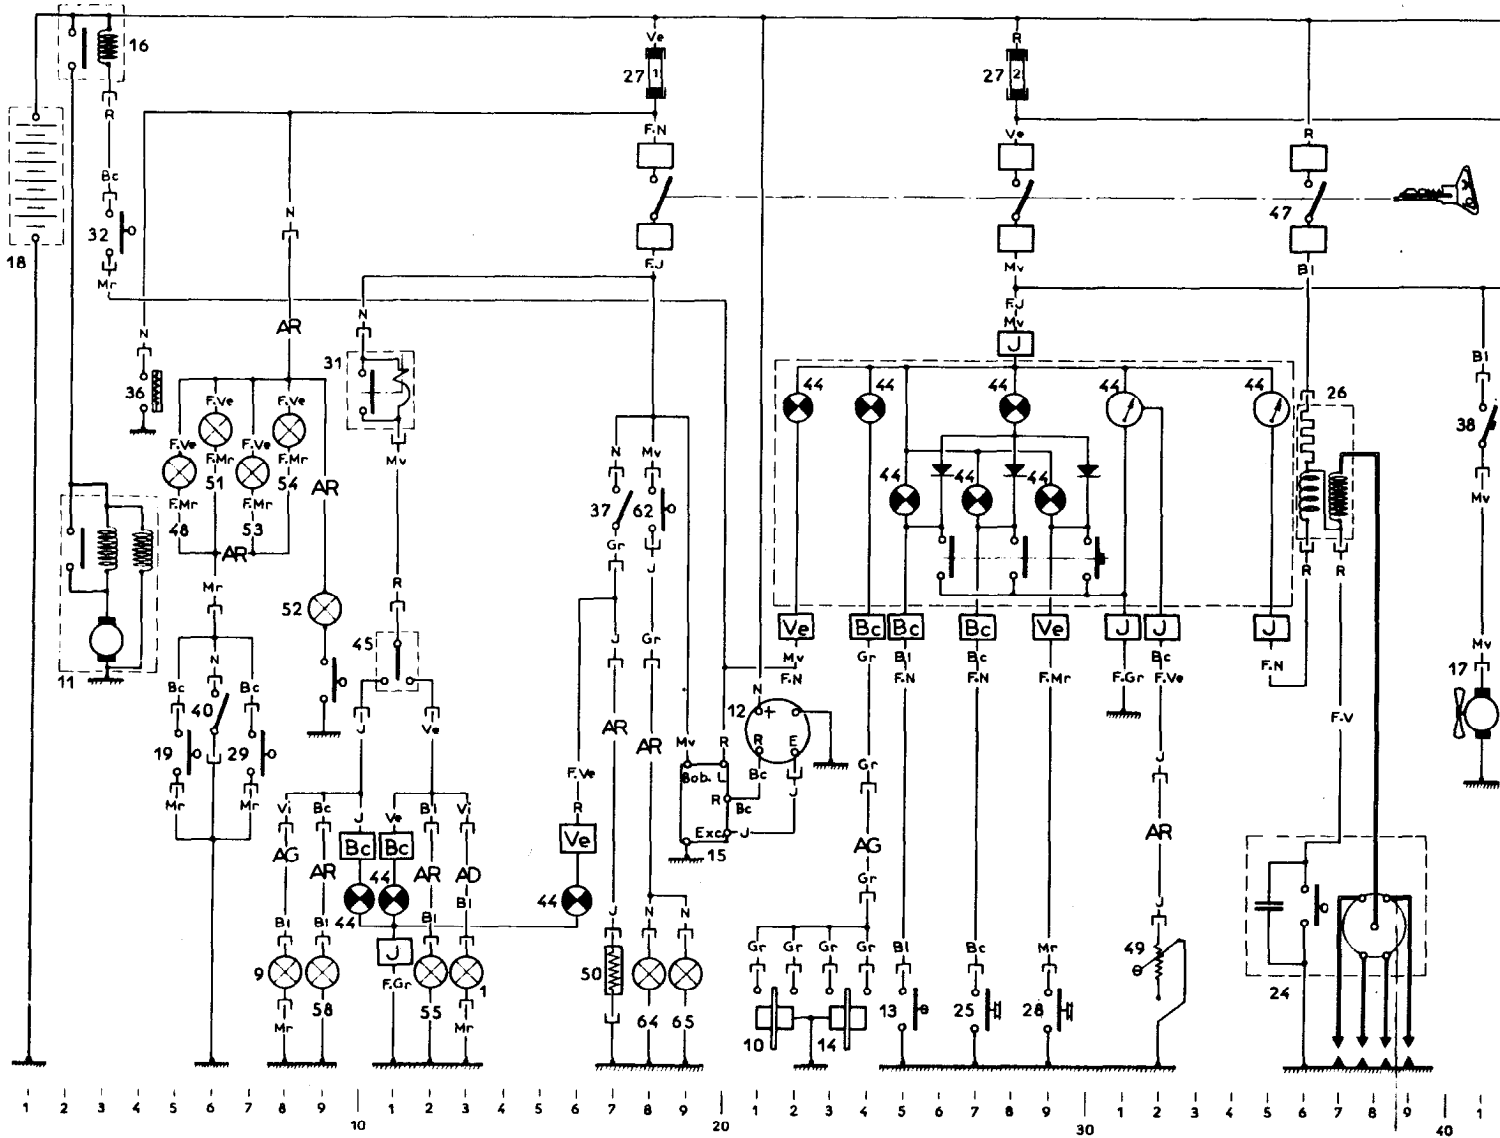 16
Ve
27
1
R
27
2
R
F.N
Ve
R
Bc
N
32
47
18
Mr
F.J
Mv
Bl
F.J
Mv
J
N
AR
N
31
44
44
44
44
44
26
Bl
38
36
F.Ve
F.Ve
F.Ve
F.Mr
F.Ve
F.Mr
51
54
F.Mr
F.Mr
48
53
AR
AR
Mv
N
Mv
37
62
44
44
44
Mv
Gr
J
Mr
R
R
R
52
45
Ve
Bc
Bc
Bc
Ve
J
J
J
11
N
Bc
Bc
40
19
29
Mr
Mr
J
Ve
J
Gr
Mv
F.N
Gr
Bl
F.N
Bc
F.N
F.Mr
F.Gr
Bc
F.Ve
F.N
Mv
17
AR
AR
Mv
R
N
12
+
R
E
F.V
F.Ve
R
Bob.
L
Bc
R
Bc
J
Exc
J
15
Gr
J
Vi
Bc
J
Ve
Bl
Vi
Ve
Bc
Bc
AG
AR
AR
AD
AG
AR
44
44
44
Bl
Bl
Bl
Bl
J
Gr
J
J
N
N
Gr
Gr
Gr
Gr
Bl
Bc
Mr
9
58
F.Gr
55
1
Mr
Mr
50
64
65
10
14
13
25
28
49
24
1 2 3 4 5 6 7 8 9 10 1 2 3 4 5 6 7 8 9 20 1 2 3 4 5 6 7 8 9 30 1 2 3 4 5 6 7 8 9 40 1